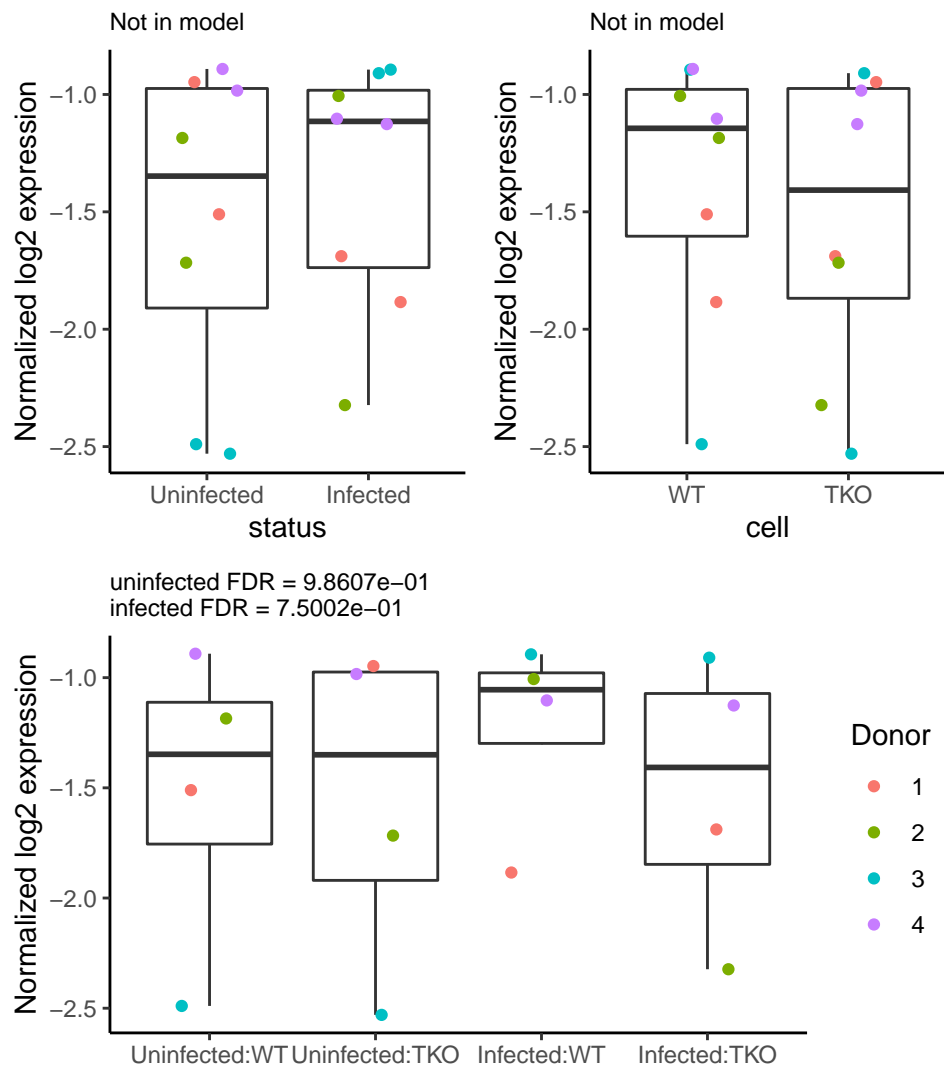 Not in model
Normalized log2 expression
−1.0
−1.5
−2.0
−2.5
Uninfected
Infected
status
Not in model
Normalized log2 expression
−1.0
−1.5
−2.0
−2.5
WT
TKO
cell
uninfected FDR = 9.8607e−01
infected FDR = 7.5002e−01
Normalized log2 expression
−1.0
−1.5
−2.0
−2.5
Uninfected:WT
Uninfected:TKO
Infected:WT
Infected:TKO
Donor
1
2
3
4